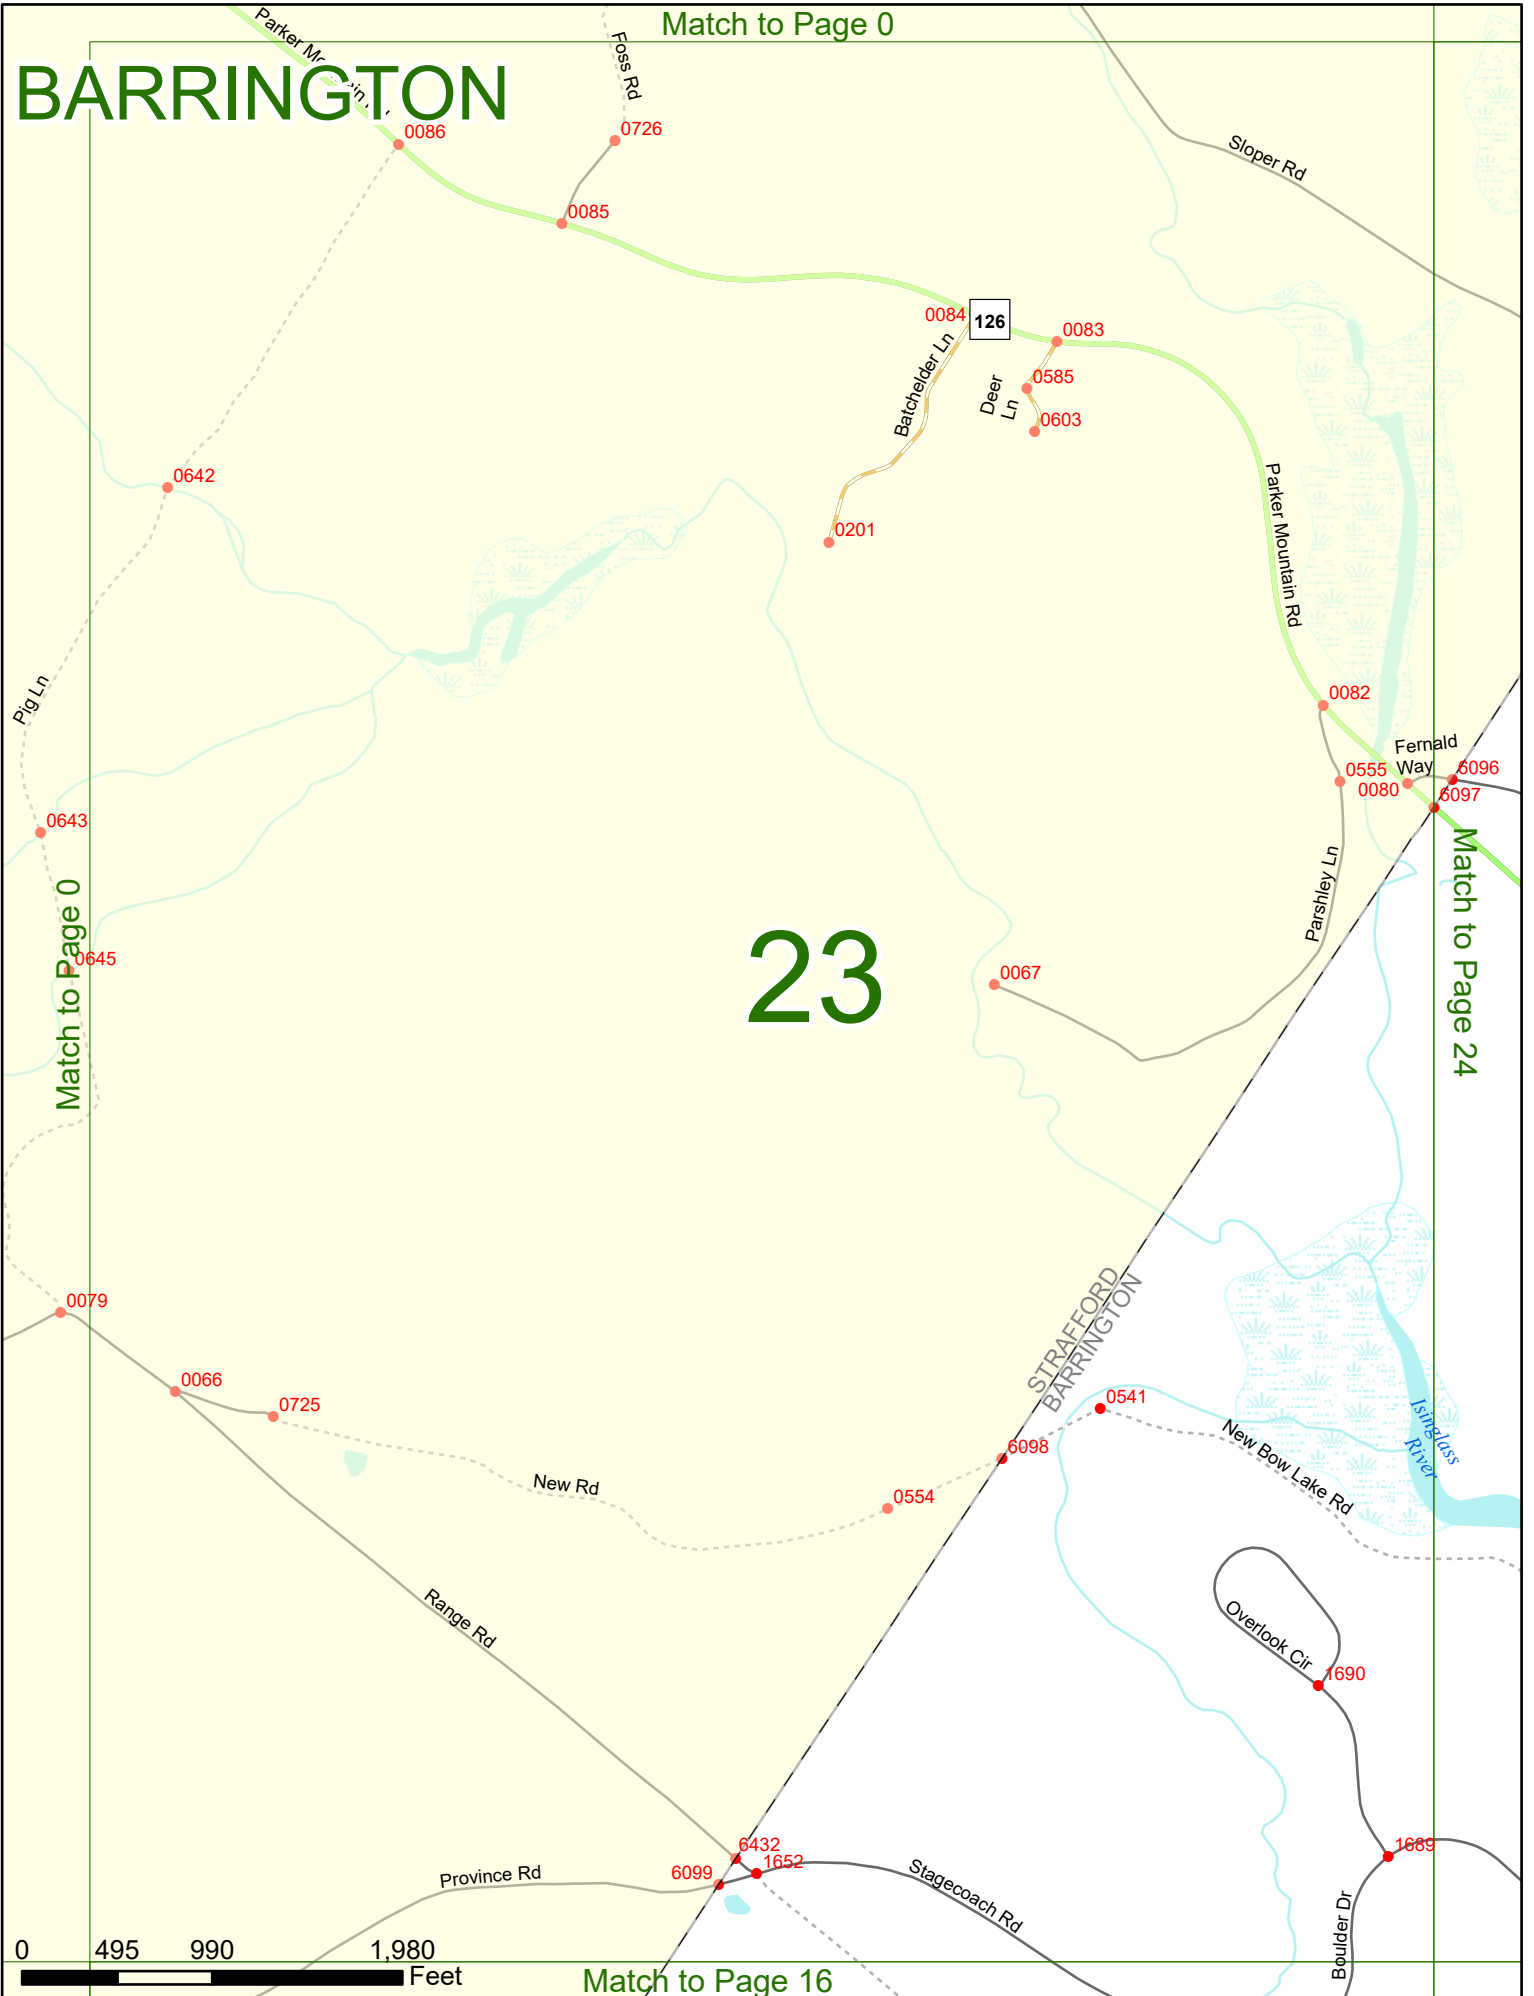 Match to Page 0
BARRINGTON
Parker Mountain Rd
Foss Rd
0086
0726
Sloper Rd
0085
0084
126
0083
Batchelder Ln
Deer
Ln
0585
0603
0642
0201
Parker Mountain Rd
Pig Ln
0082
Fernald
Way
0555
0080
6096
6097
0643
Match to Page 0
Match to Page 24
Parshley Ln
0645
23
0067
STRAFFORD
BARRINGTON
0079
0066
0725
0541
Isinglass
River
New Bow Lake Rd
6098
New Rd
0554
Range Rd
Overlook Cir
1690
6432
1652
1689
6099
Province Rd
Stagecoach Rd
Boulder Dr
0 495 990 1,980
Feet
Match to Page 16